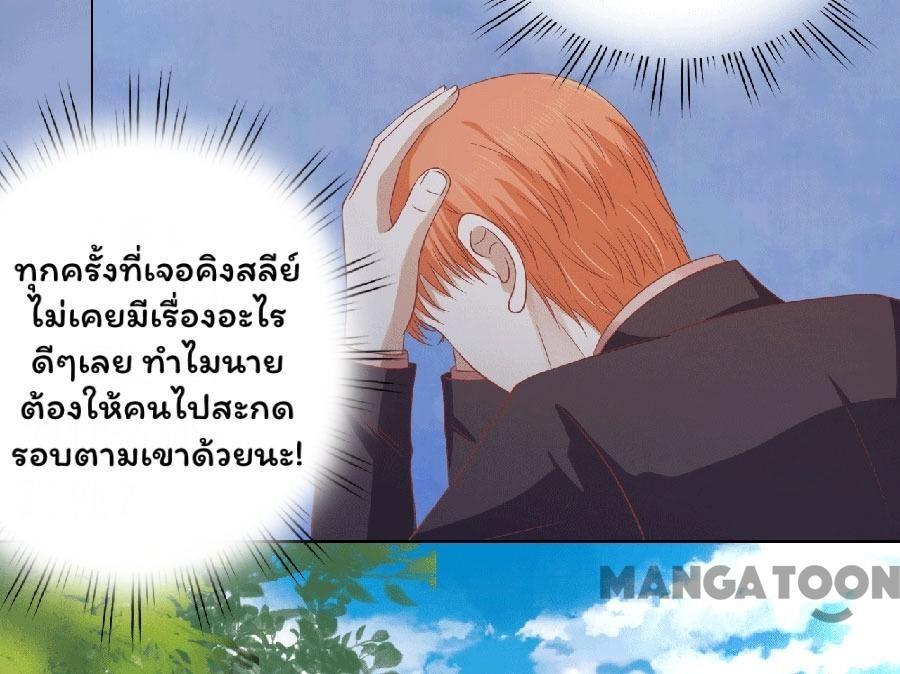 ทุกครั้งที่เจอคิงสลีย์
ไม่เคยมีเรื่องอะไร
ดีๆเลย ทำไมนาย
ต้องให้คนไปสะกด
รอบตามเขาด้วยนะ!
MANGATOON